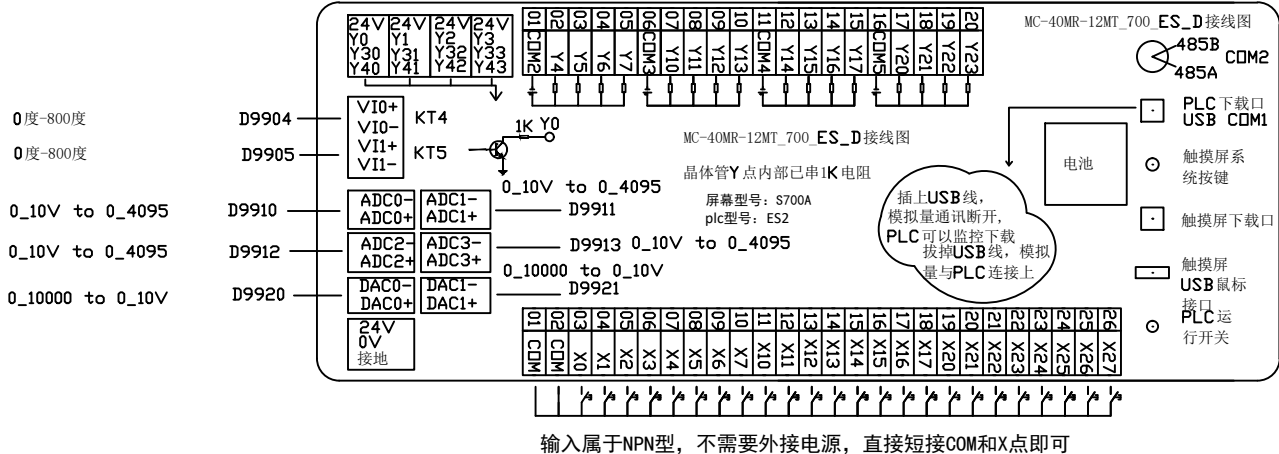 MC-40MR-12MT_700_ES_D接线图
24V 24V 24V 24V
Y0 Y1 Y2 Y3
Y30 Y31 Y32 Y33
Y40 Y41 Y42 Y43
01 02 03 04 05 06 07 08 09 10 11 12 13 14 15 16 17 18 19 20
COM2 Y4 Y5 Y6 Y7 COM3 Y10 Y11 Y12 Y13 COM4 Y14 Y15 Y16 Y17 COM5 Y20 Y21 Y22 Y23
485B
COM2
485A
PLC下载口
USB COM1
触摸屏系
统按键
触摸屏下载口
触摸屏
USB鼠标
接口
PLC运
行开关
电池
0度-800度
D9904
VI0+
VI0-
KT4
0度-800度
D9905
VI1+
VI1-
KT5
1K Y0
MC-40MR-12MT_700_ES_D接线图
晶体管Y点内部已串1K电阻
屏幕型号: S700A
plc型号: ES2
插上USB线,
模拟量通讯断开,
PLC可以监控下载
拔掉USB线, 模拟
量与PLC连接上
0_10V to 0_4095
D9910
ADC0-
ADC0+
ADC1-
ADC1+
0_10V to 0_4095
D9911
0_10V to 0_4095
D9912
ADC2-
ADC2+
ADC3-
ADC3+
D9913 0_10V to 0_4095
0_10000 to 0_10V
D9920
DAC0-
DAC0+
DAC1-
DAC1+
0_10000 to 0_10V
D9921
24V
0V
接地
01 02 03 04 05 06 07 08 09 10 11 12 13 14 15 16 17 18 19 20 21 22 23 24 25 26
COM COM X0 X1 X2 X3 X4 X5 X6 X7 X10 X11 X12 X13 X14 X15 X16 X17 X20 X21 X22 X23 X24 X25 X26 X27
输入属于NPN型, 不需要外接电源, 直接短接COM和X点即可